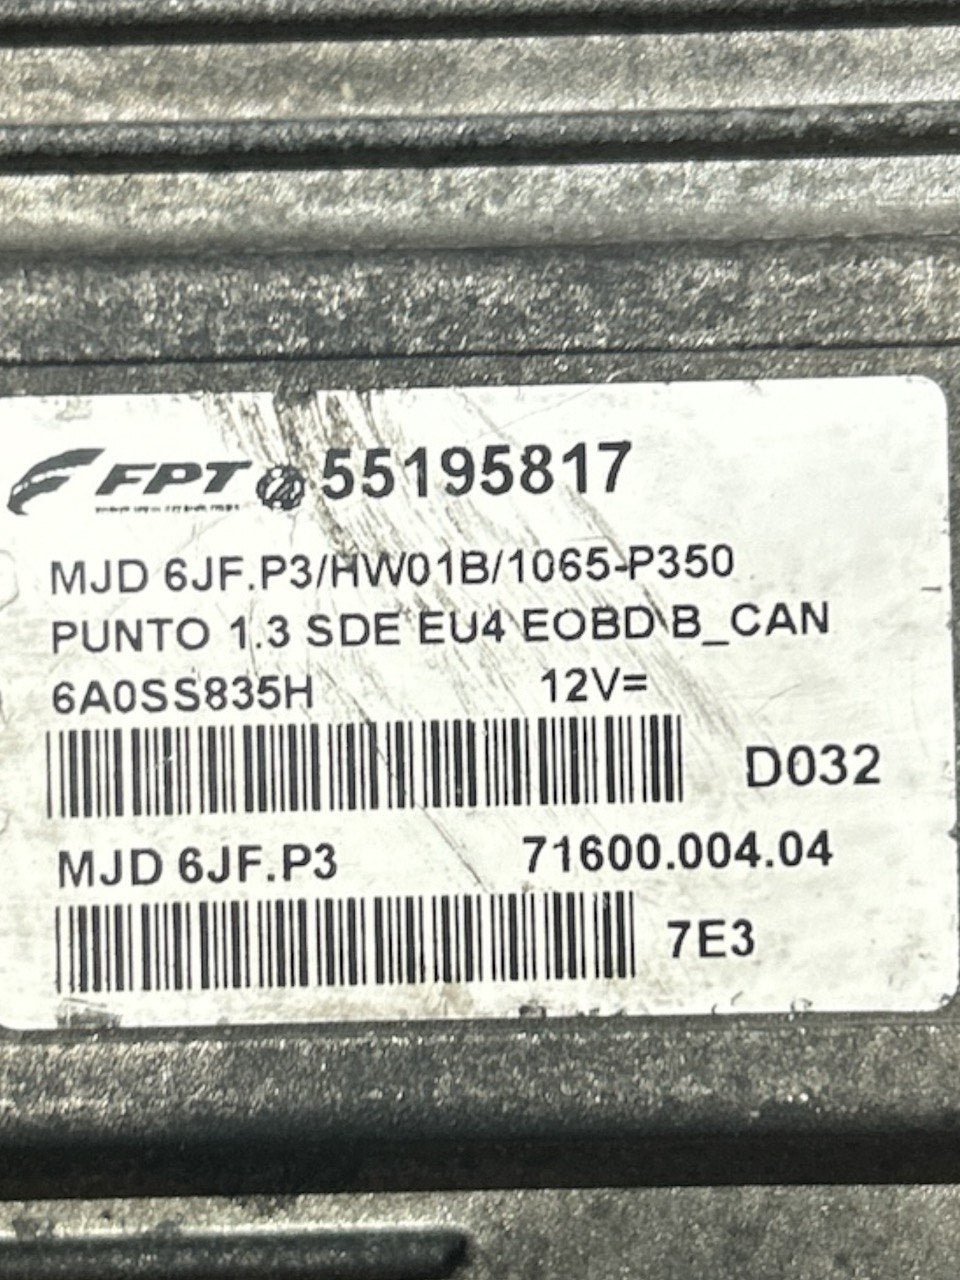 FPT 55195817
MJD 6JF.P3/HW01B/1065-P350
PUNTO 1.3 SDE EU4 EOBD\B_CAN
6A0SS835H 12V=
D032
MJD 6JF.P3 71600.004.04
7E3